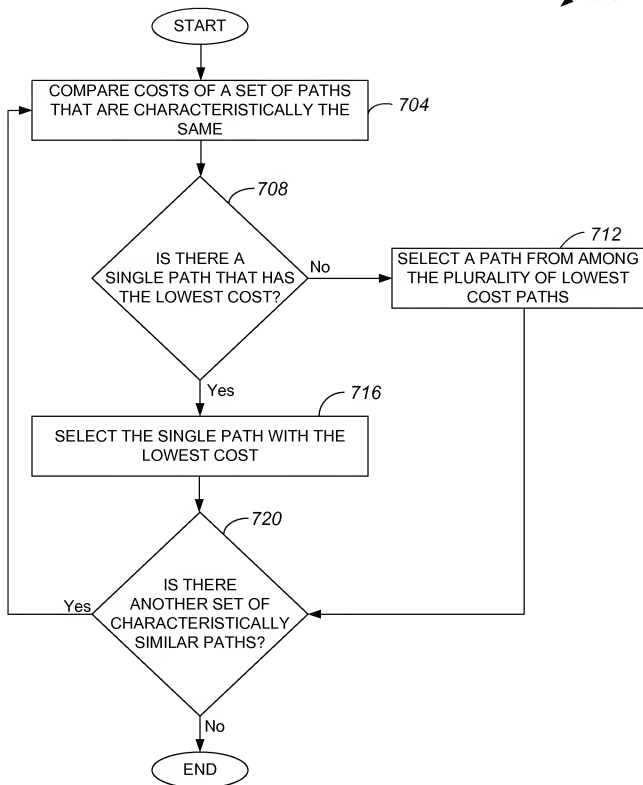 START
COMPARE COSTS OF A SET OF PATHS
THAT ARE CHARACTERISTICALLY THE
SAME
704
708
IS THERE A
SINGLE PATH THAT HAS
THE LOWEST COST?
No
712
SELECT A PATH FROM AMONG
THE PLURALITY OF LOWEST
COST PATHS
Yes
716
SELECT THE SINGLE PATH WITH THE
LOWEST COST
720
IS THERE
ANOTHER SET OF
CHARACTERISTICALLY
SIMILAR PATHS?
Yes
No
END